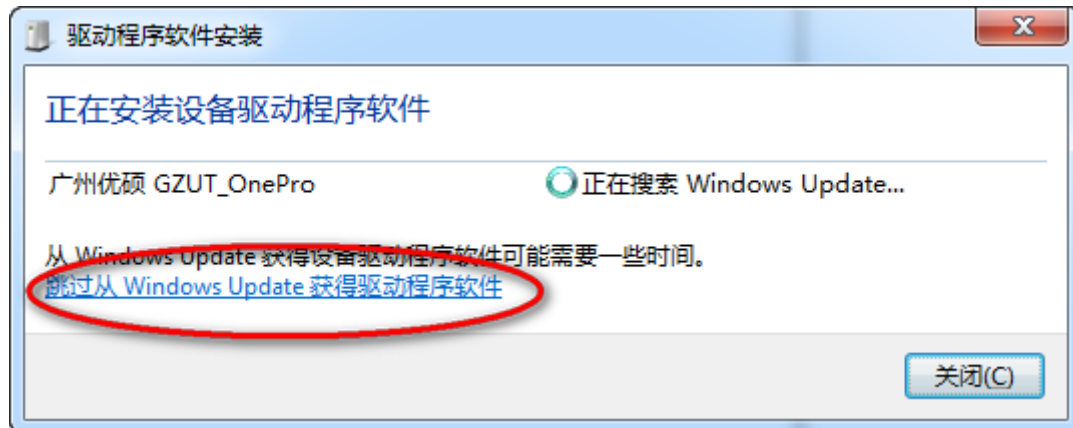 驱动程序软件安装
正在安装设备驱动程序软件
广州优硕 GZUT_OnePro 正在搜索 Windows Update...
从 Windows Update 获得设备驱动程序软件可能需要一些时间。
跳过从 Windows Update 获得驱动程序软件
关闭(C)